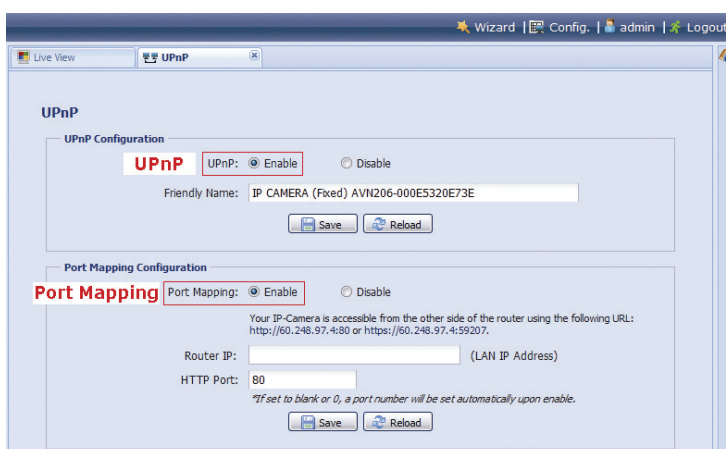 Wizard | Config. | admin | Logout
Live View UPnP
UPnP
UPnP Configuration
UPnP UPnP: Enable Disable
Friendly Name: IP CAMERA (Fixed) AVN206-000E5320E73E
Save Reload
Port Mapping Configuration
Port Mapping Port Mapping: Enable Disable
Your IP-Camera is accessible from the other side of the router using the following URL:
http://60.248.97.4:80 or https://60.248.97.4:59207.
Router IP: (LAN IP Address)
HTTP Port: 80
*If set to blank or 0, a port number will be set automatically upon enable.
Save Reload